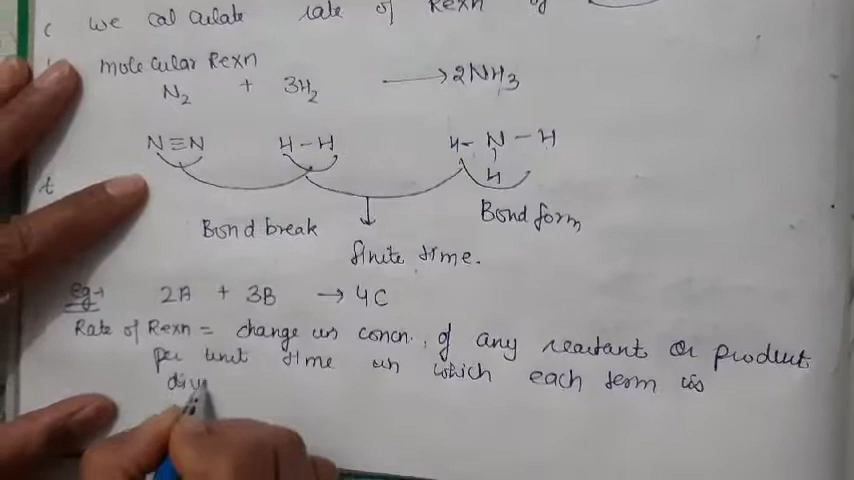 we calculate rate of Rexn of
molecular Rexn
N2 + 3H2 → 2NH3
N≡N H-H H-N-H
H
t
Bond break Bond form
finite time.
eg→ 2A + 3B → 4C
Rate of Rexn = change in concn. of any reactant or product
per unit time in which each term is
div